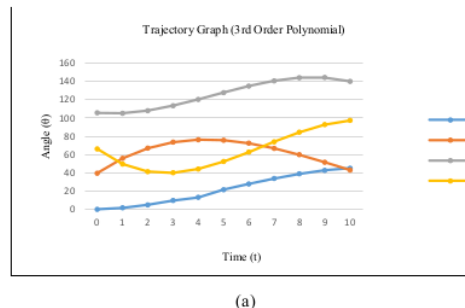 Trajectory Graph (3rd Order Polynomial)
160
140
120
100
80
60
40
20
0
Angle (θ)
0 1 2 3 4 5 6 7 8 9 10
Time (t)
(a)